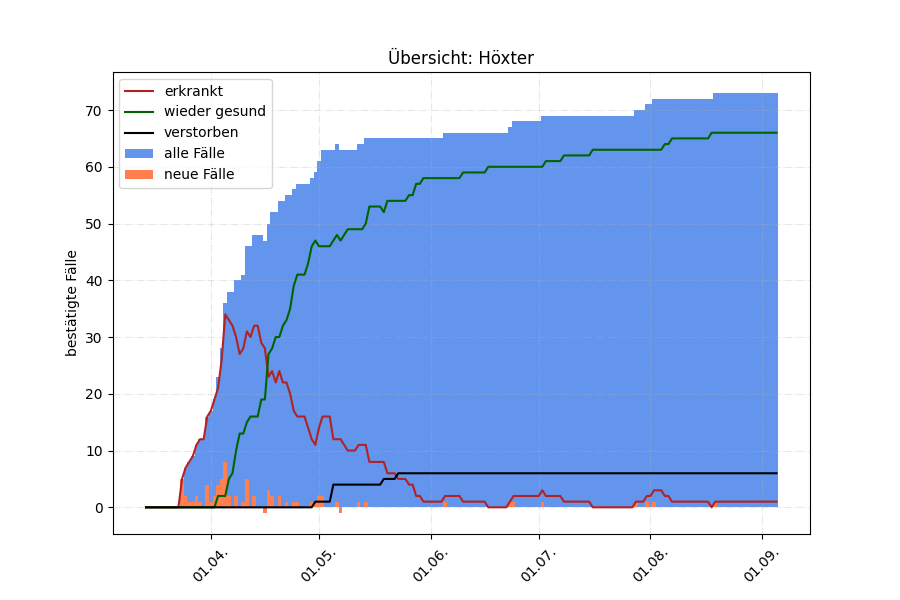 Übersicht: Höxter
erkrankt
wieder gesund
verstorben
alle Fälle
neue Fälle
bestätigte Fälle
70
60
50
40
30
20
10
0
01.04.
01.05.
01.06.
01.07.
01.08.
01.09.